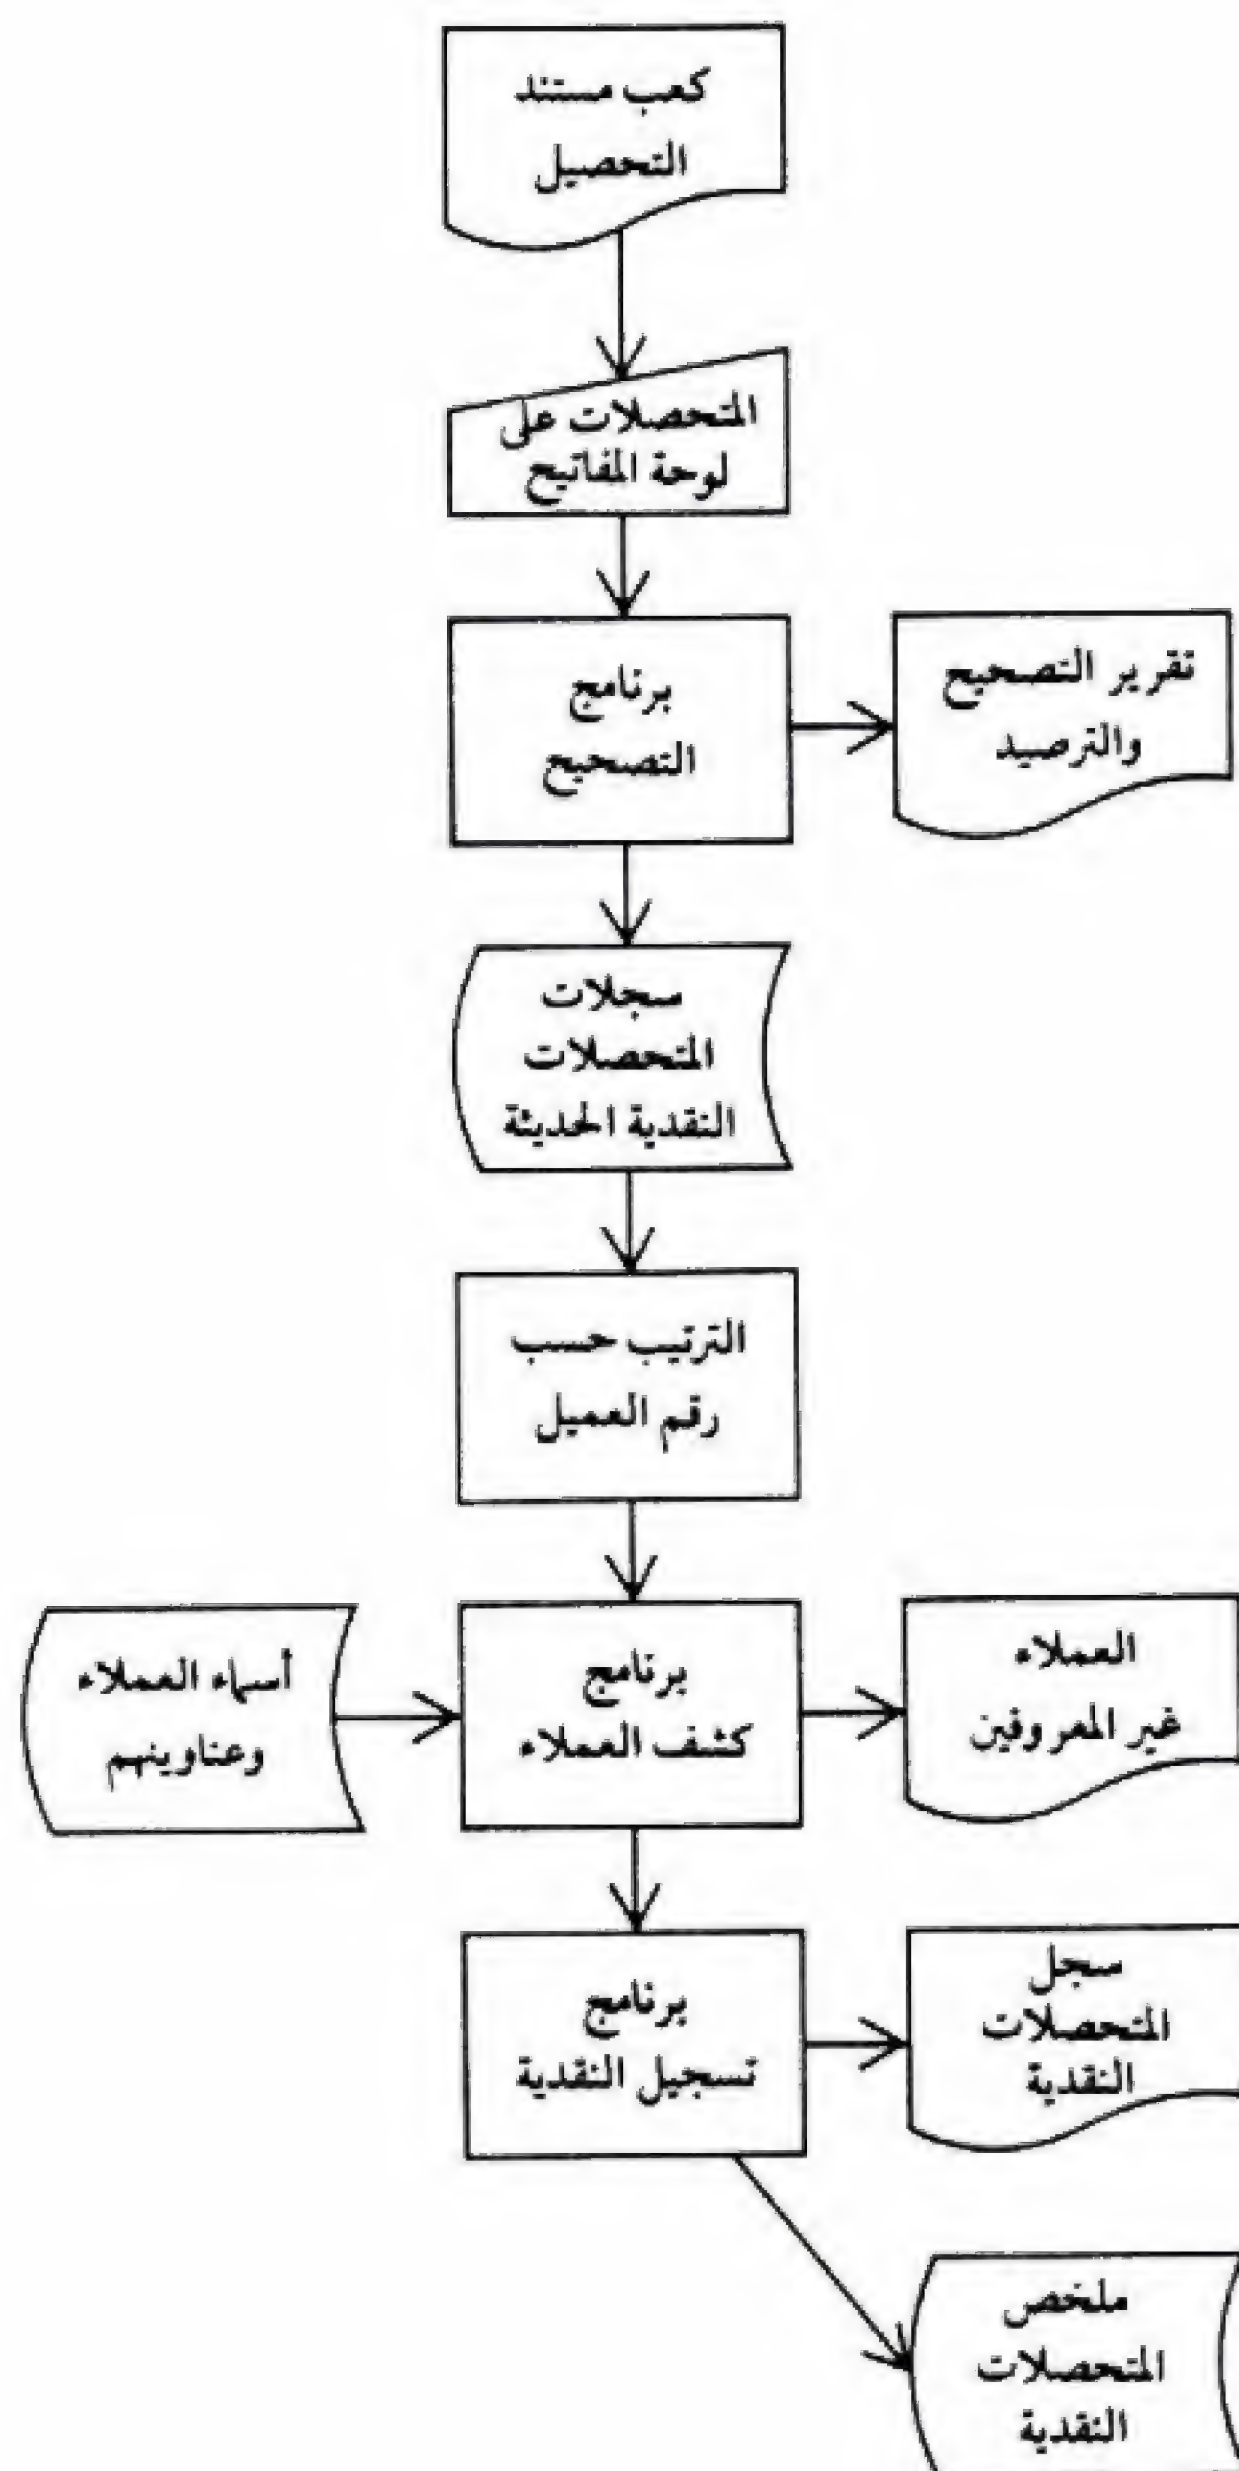 كعب مستند
التحصيل
المتحصلات على
لوحة المفاتيح
برنامج
التصحيح
تقرير التصحيح
والترصيد
سجلات
المتحصلات
النقدية الحديثة
الترتيب حسب
رقم العميل
العملاء
غير المعروفين
برنامج
كشف العملاء
أسماء العملاء
وعناوينهم
برنامج
تسجيل النقدية
سجل
المتحصلات
النقدية
ملخص
المتحصلات
النقدية